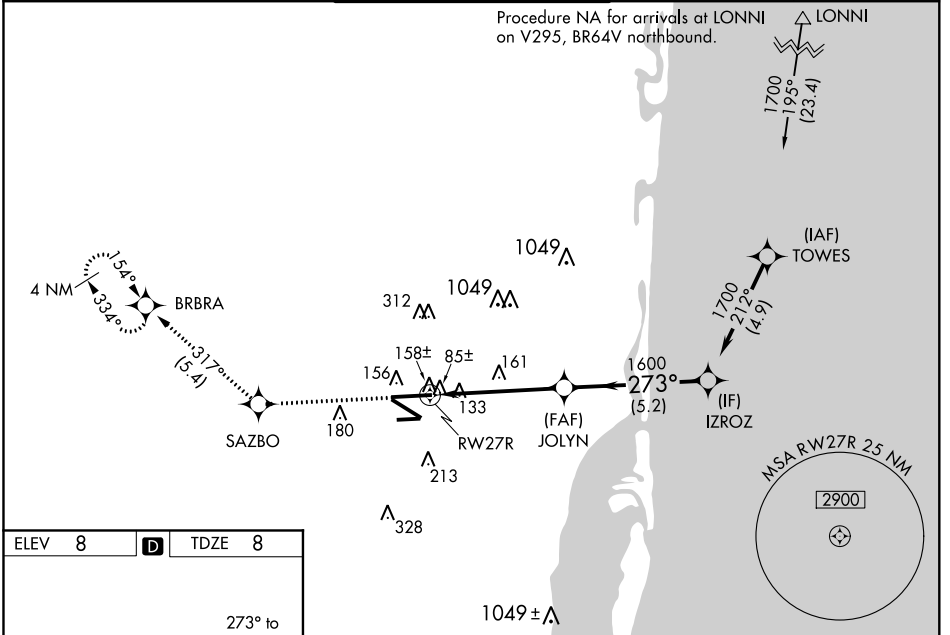 Procedure NA for arrivals at LONNI
on V295, BR64V northbound.
LONNI
1700
195°
(23.4)
(IAF)
TOWES
1700
212°
(4.9)
1049
1049
312
4 NM
154°
334°
BRBRA
317°
(5.4)
158±
85±
156
161
133
1600
273°
(5.2)
(IF)
IZROZ
(FAF)
JOLYN
SAZBO
180
RW27R
213
328
MSA RW27R 25 NM
2900
ELEV 8 D TDZE 8
273° to
1049±